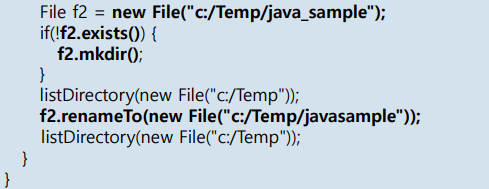 File f2 = new File("c:/Temp/java_sample");
if(!f2.exists()) {
f2.mkdir();
}
listDirectory(new File("c:/Temp"));
f2.renameTo(new File("c:/Temp/javasample"));
listDirectory(new File("c:/Temp"));
}
}